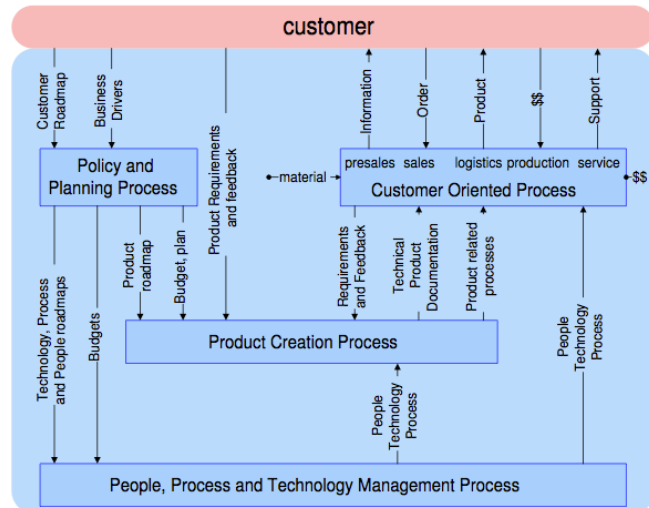 customer
Customer
Roadmap
Business
Drivers
Product Requirements
and feedback
Information
Order
Product
$$
Support
Policy and
Planning Process
material
presales sales logistics production service
Customer Oriented Process
$$
Technology, Process
and People roadmaps
Budgets
Product
roadmap
Budget, plan
Requirements
and Feedback
Technical
Product
Documentation
Product related
processes
People
Technology
Process
Product Creation Process
People
Technology
Process
People, Process and Technology Management Process